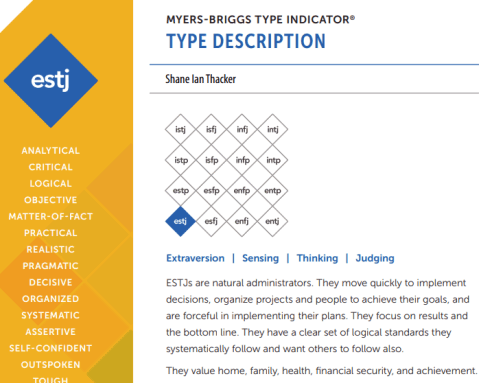 MYERS-BRIGGS TYPE INDICATOR®
TYPE DESCRIPTION
Shane Ian Thacker
estj
ANALYTICAL
CRITICAL
LOGICAL
OBJECTIVE
MATTER-OF-FACT
PRACTICAL
REALISTIC
PRAGMATIC
DECISIVE
ORGANIZED
SYSTEMATIC
ASSERTIVE
SELF-CONFIDENT
OUTSPOKEN
TOUGH
istj isfj infj intj
istp isfp infp intp
estp esfp enfp entp
estj esfj enfj entj
Extraversion | Sensing | Thinking | Judging
ESTJs are natural administrators. They move quickly to implement
decisions, organize projects and people to achieve their goals, and
are forceful in implementing their plans. They focus on results and
the bottom line. They have a clear set of logical standards they
systematically follow and want others to follow also.
They value home, family, health, financial security, and achievement.